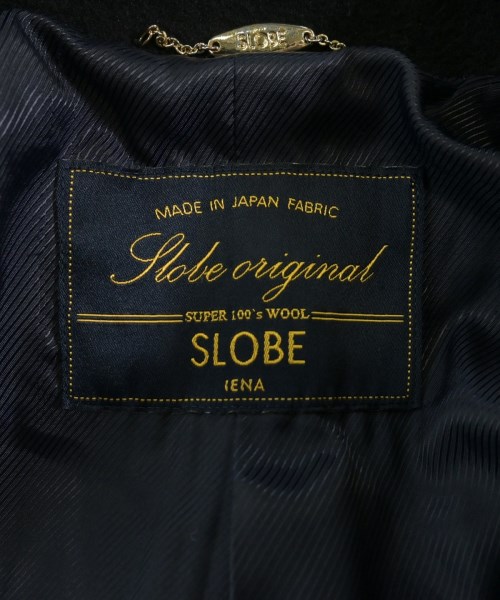 SLOBE
MADE IN JAPAN FABRIC
Slobe original
SUPER 100's WOOL
SLOBE
IENA